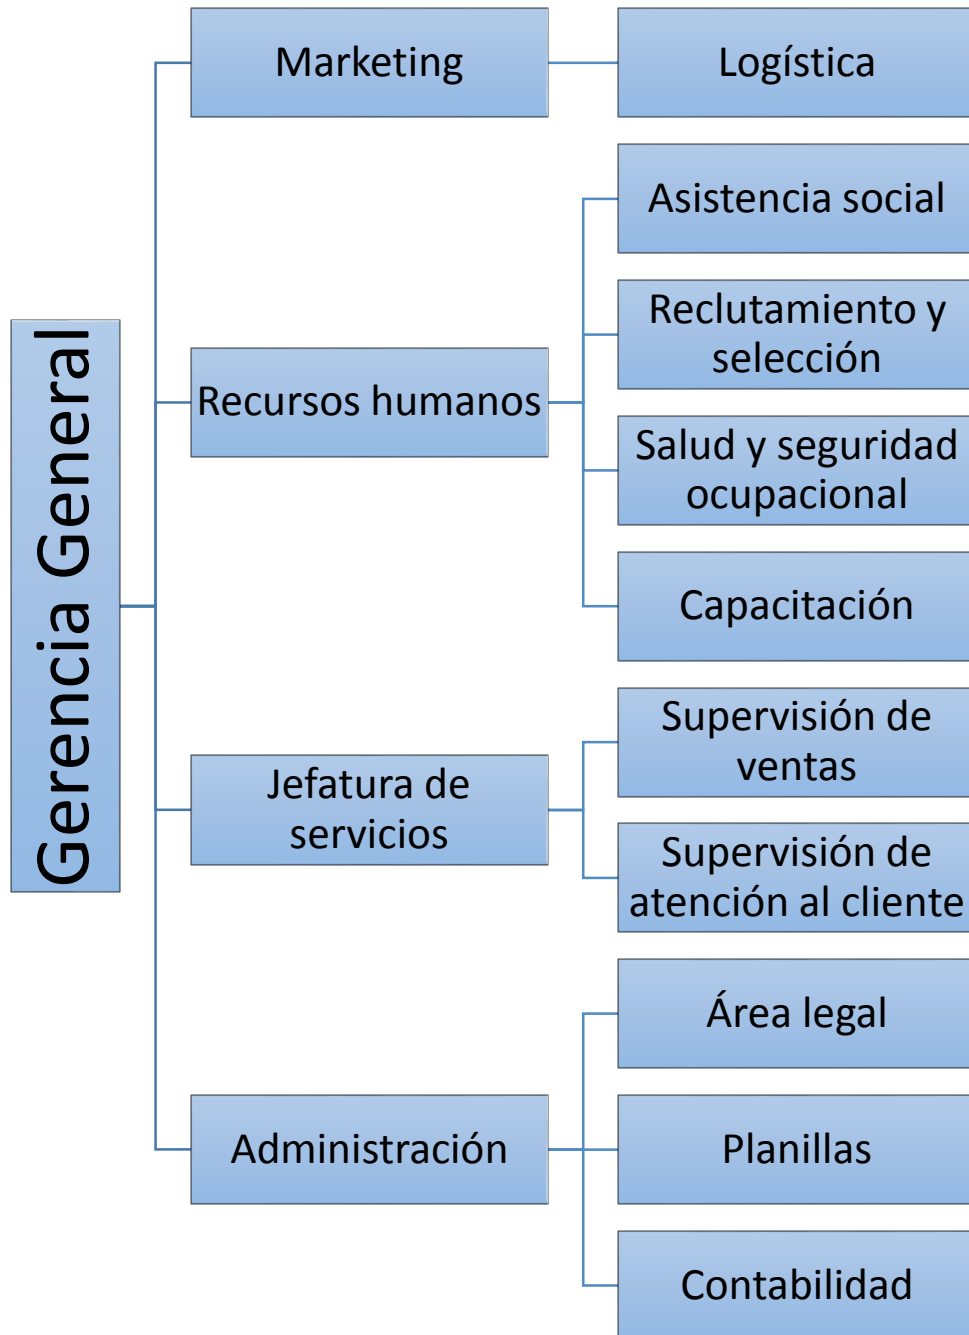 Gerencia General
Marketing
Logística
Recursos humanos
Asistencia social
Reclutamiento y
selección
Salud y seguridad
ocupacional
Capacitación
Jefatura de
servicios
Supervisión de
ventas
Supervisión de
atención al cliente
Administración
Área legal
Planillas
Contabilidad